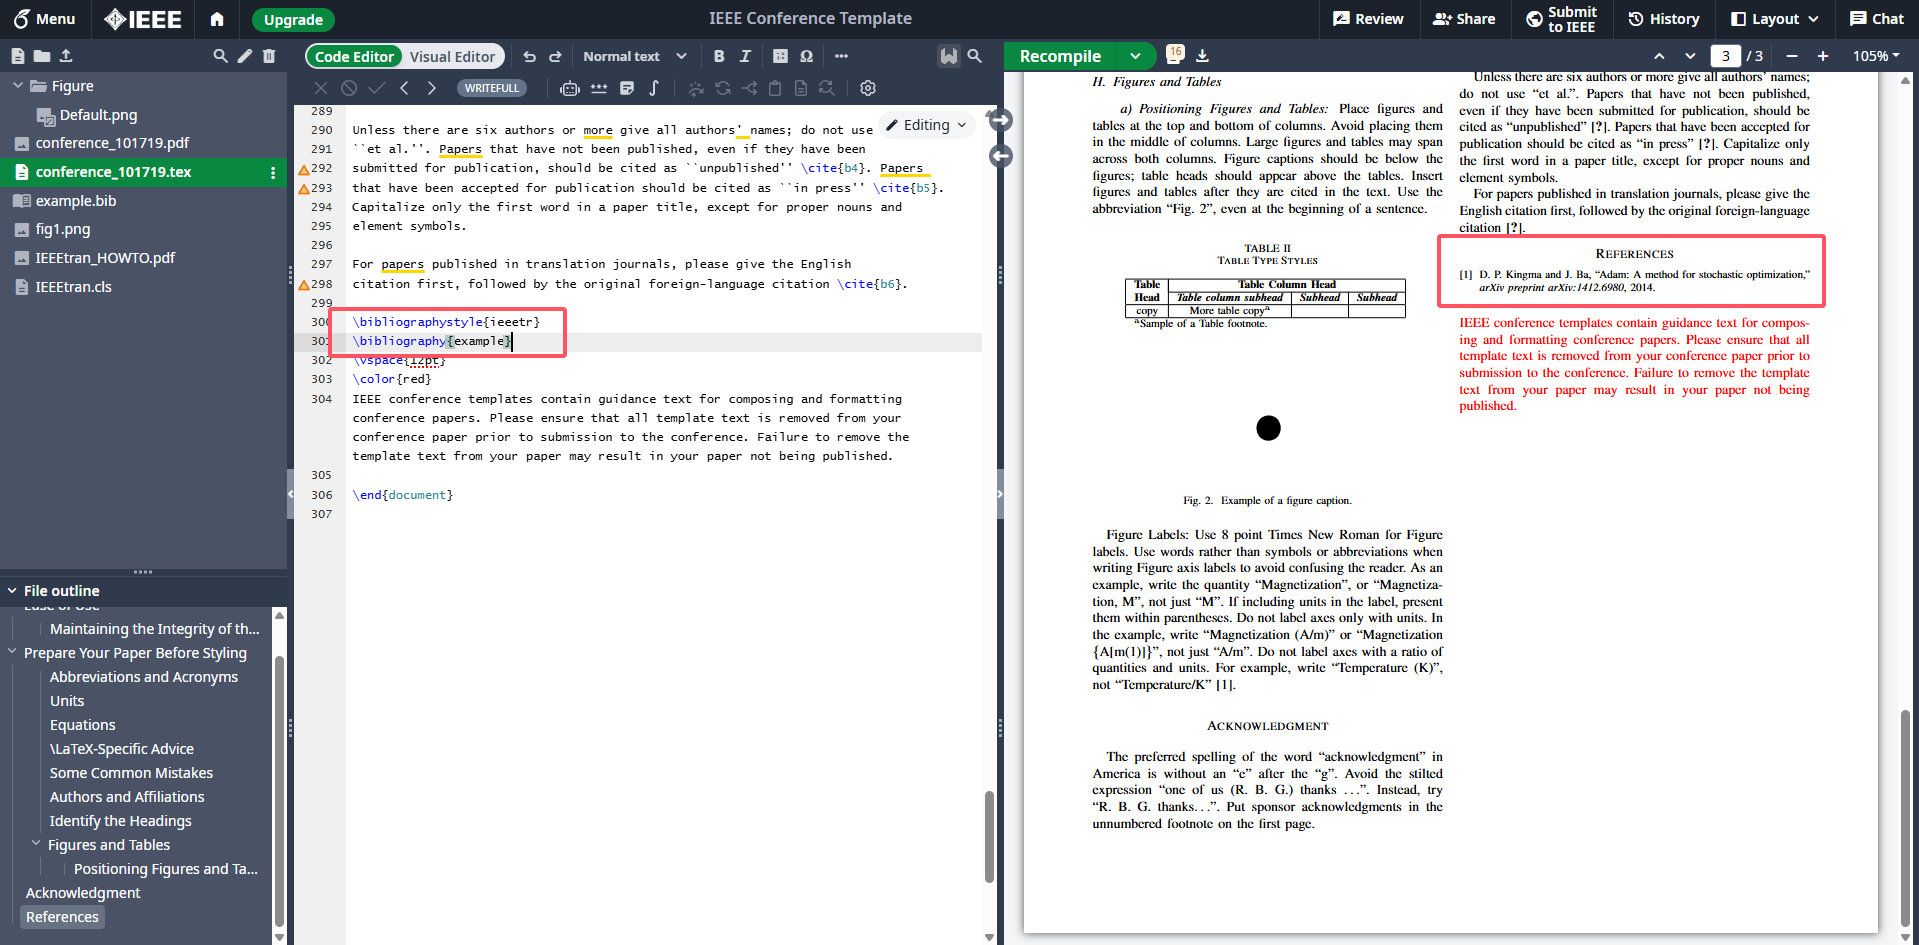 Menu
IEEE
Upgrade
IEEE Conference Template
Review
Share
Submit
to IEEE
History
Layout
Chat
Code Editor
Visual Editor
Normal text
B
I
Ω
Recompile
16
3
/ 3
105%
WRITEFULL
Editing
Figure
Default.png
conference_101719.pdf
conference_101719.tex
example.bib
fig1.png
IEEEtran_HOWTO.pdf
IEEEtran.cls
File outline
Ease of Use
Maintaining the Integrity of th...
Prepare Your Paper Before Styling
Abbreviations and Acronyms
Units
Equations
\LaTeX-Specific Advice
Some Common Mistakes
Authors and Affiliations
Identify the Headings
Figures and Tables
Positioning Figures and Ta...
Acknowledgment
References
289
290 Unless there are six authors or more give all authors' names; do not use
291 ``et al.''. Papers that have not been published, even if they have been
292 submitted for publication, should be cited as ``unpublished'' \cite{b4}. Papers
293 that have been accepted for publication should be cited as ``in press'' \cite{b5}.
294 Capitalize only the first word in a paper title, except for proper nouns and
295 element symbols.
296
297 For papers published in translation journals, please give the English
298 citation first, followed by the original foreign-language citation \cite{b6}.
299
300 \bibliographystyle{ieeetr}
301 \bibliography{example}
302 \vspace{12pt}
303 \color{red}
304 IEEE conference templates contain guidance text for composing and formatting
conference papers. Please ensure that all template text is removed from your
conference paper prior to submission to the conference. Failure to remove the
template text from your paper may result in your paper not being published.
305
306 \end{document}
307
H. Figures and Tables
a) Positioning Figures and Tables: Place figures and
tables at the top and bottom of columns. Avoid placing them
in the middle of columns. Large figures and tables may span
across both columns. Figure captions should be below the
figures; table heads should appear above the tables. Insert
figures and tables after they are cited in the text. Use the
abbreviation “Fig. 2”, even at the beginning of a sentence.
TABLE II
TABLE TYPE STYLES
Table Table Column Head
Head Table column subhead Subhead Subhead
copy More table copyᵃ
ᵃSample of a Table footnote.
Fig. 2. Example of a figure caption.
Figure Labels: Use 8 point Times New Roman for Figure
labels. Use words rather than symbols or abbreviations when
writing Figure axis labels to avoid confusing the reader. As an
example, write the quantity “Magnetization”, or “Magnetiza-
tion, M”, not just “M”. If including units in the label, present
them within parentheses. Do not label axes only with units. In
the example, write “Magnetization (A/m)” or “Magnetization
{A[m(1)]}”, not just “A/m”. Do not label axes with a ratio of
quantities and units. For example, write “Temperature (K)”,
not “Temperature/K” [1].
ACKNOWLEDGMENT
The preferred spelling of the word “acknowledgment” in
America is without an “e” after the “g”. Avoid the stilted
expression “one of us (R. B. G.) thanks ...”. Instead, try
“R. B. G. thanks...”. Put sponsor acknowledgments in the
unnumbered footnote on the first page.
Unless there are six authors or more give all authors’ names;
do not use “et al.”. Papers that have not been published,
even if they have been submitted for publication, should be
cited as “unpublished” [?]. Papers that have been accepted for
publication should be cited as “in press” [?]. Capitalize only
the first word in a paper title, except for proper nouns and
element symbols.
For papers published in translation journals, please give the
English citation first, followed by the original foreign-language
citation [?].
REFERENCES
[1] D. P. Kingma and J. Ba, “Adam: A method for stochastic optimization,”
arXiv preprint arXiv:1412.6980, 2014.
IEEE conference templates contain guidance text for compos-
ing and formatting conference papers. Please ensure that all
template text is removed from your conference paper prior to
submission to the conference. Failure to remove the template
text from your paper may result in your paper not being
published.